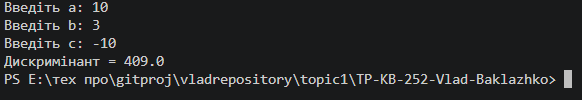 Введіть a: 10
Введіть b: 3
Введіть c: -10
Дискримінант = 409.0
PS E:\тех про\gitproj\vladrepository\topic1\TP-KB-252-Vlad-Baklazhko>